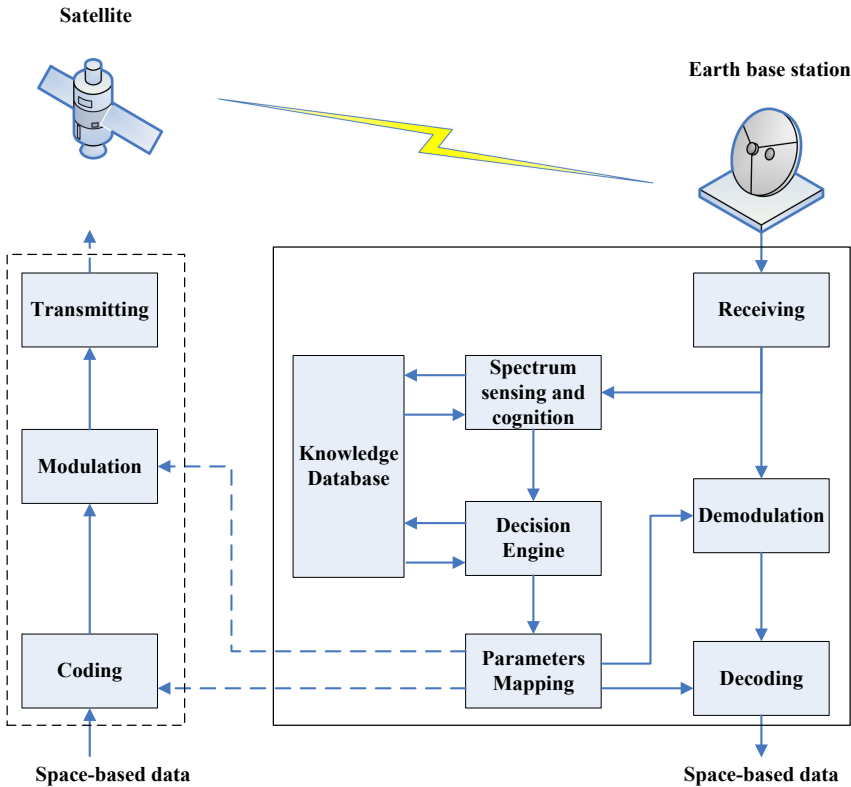 Satellite
Earth base station
Transmitting
Receiving
Spectrum
sensing and
cognition
Modulation
Knowledge
Database
Decision
Engine
Demodulation
Coding
Parameters
Mapping
Decoding
Space-based data
Space-based data